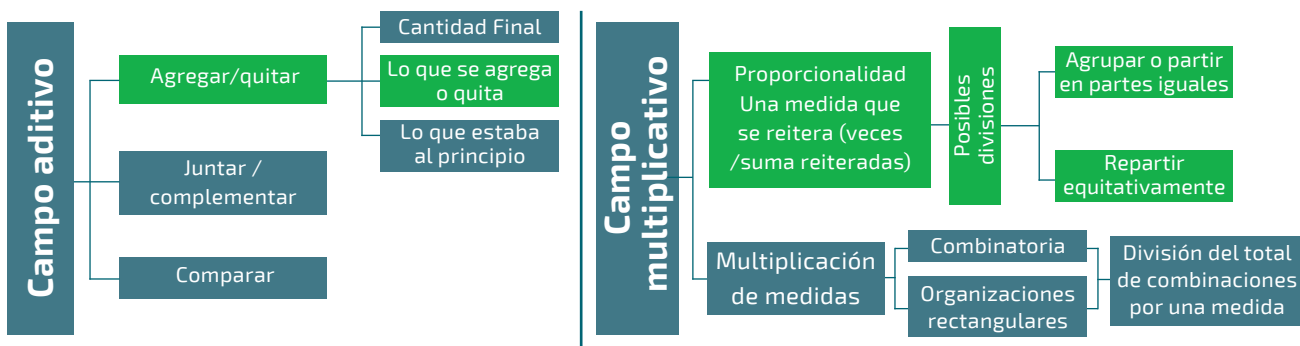 Campo aditivo
Agregar/quitar
Cantidad Final
Lo que se agrega
o quita
Lo que estaba
al principio
Juntar /
complementar
Comparar
Campo
multiplicativo
Proporcionalidad
Una medida que
se reitera (veces
/suma reiteradas)
Posibles
divisiones
Agrupar o partir
en partes iguales
Repartir
equitativamente
Multiplicación
de medidas
Combinatoria
Organizaciones
rectangulares
División del total
de combinaciones
por una medida